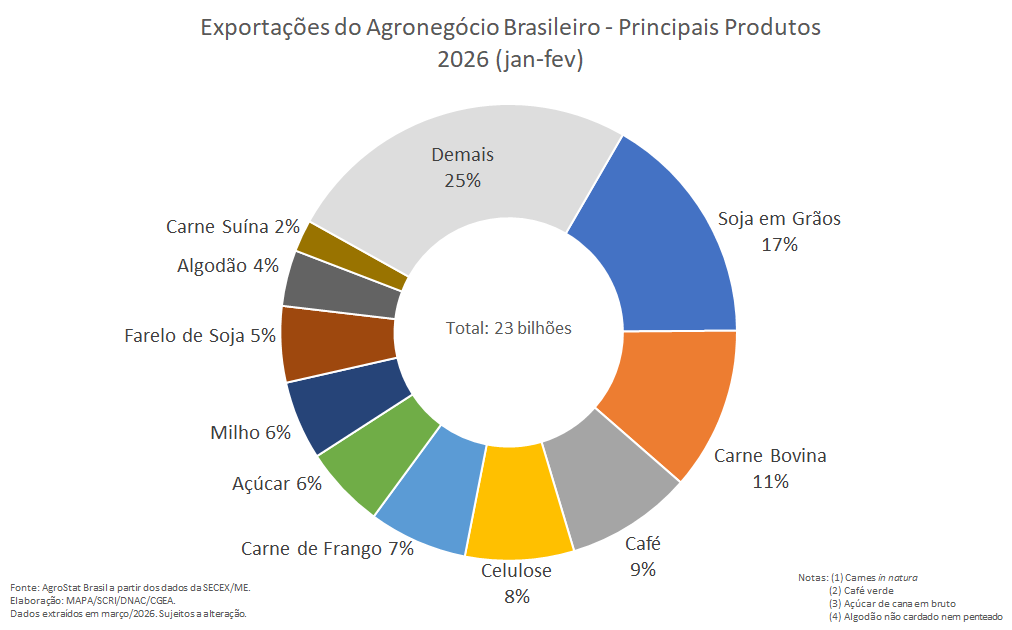 Exportações do Agronegócio Brasileiro - Principais Produtos
2026 (jan-fev)
Demais
25%
Soja em Grãos
17%
Carne Suína 2%
Algodão 4%
Farelo de Soja 5%
Total: 23 bilhões
Milho 6%
Carne Bovina
11%
Açúcar 6%
Carne de Frango 7%
Café
9%
Celulose
8%
Fonte: AgroStat Brasil a partir dos dados da SECEX/ME.
Elaboração: MAPA/SCRI/DNAC/CGEA.
Dados extraidos em março/2026. Sujeitos a alteração.
Notas: (1) Carnes in natura
(2) Café verde
(3) Açúcar de cana em bruto
(4) Algodão não cardado nem penteado